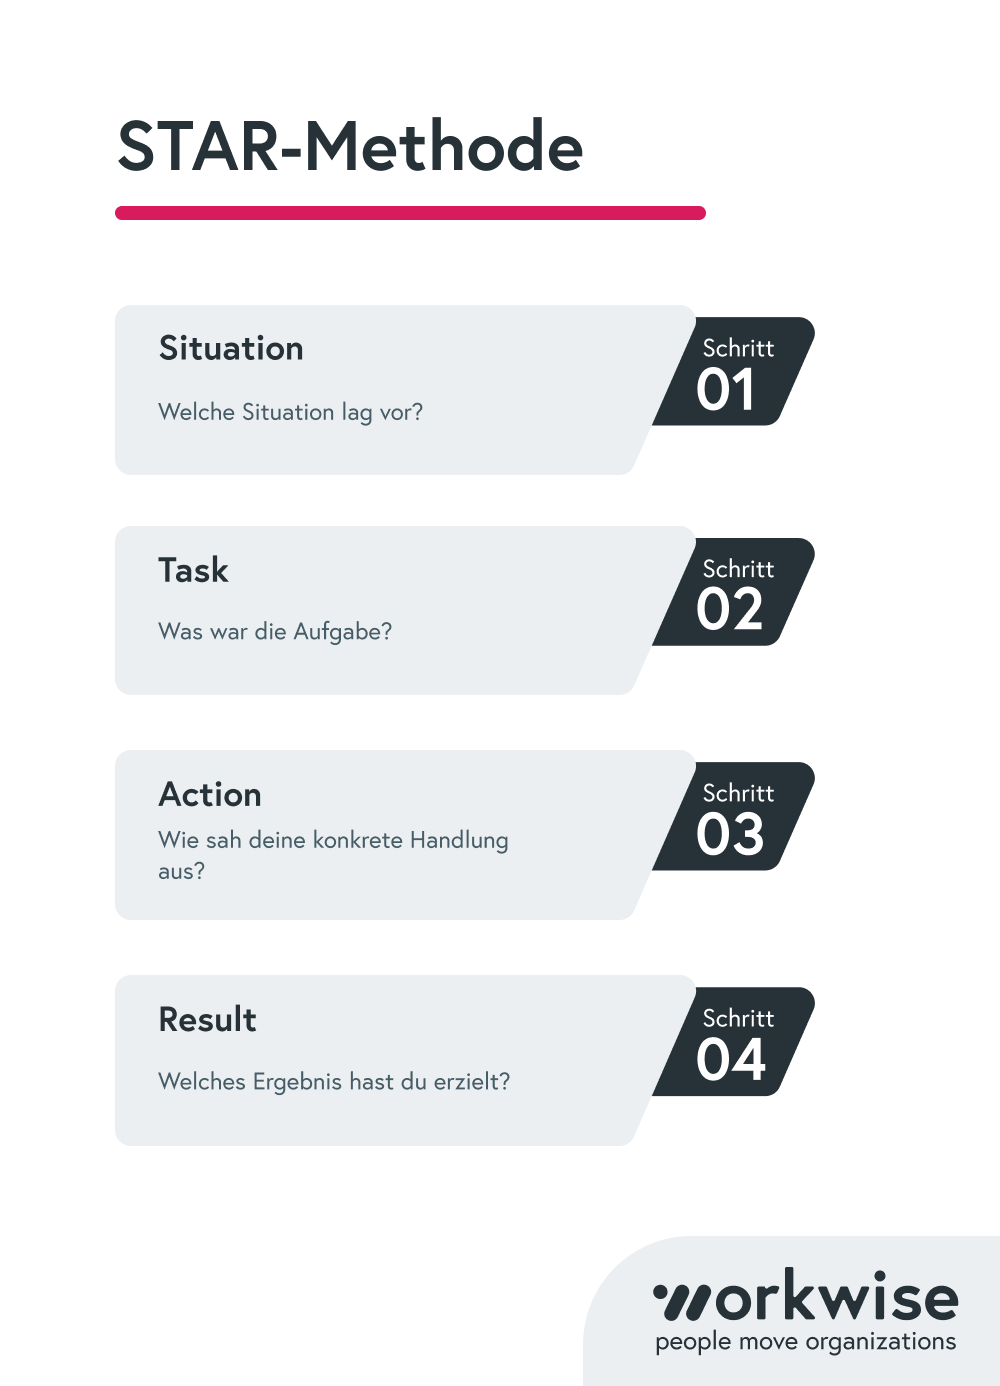 STAR-Methode
Situation
Welche Situation lag vor?
Schritt
01
Task
Was war die Aufgabe?
Schritt
02
Action
Wie sah deine konkrete Handlung
aus?
Schritt
03
Result
Welches Ergebnis hast du erzielt?
Schritt
04
workwise
people move organizations